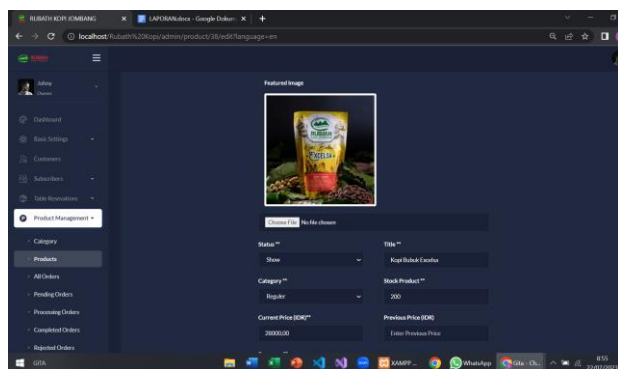 RUBATH KOPI JOMBANG
LAPORAN.docx - Google Dokum
localhost/Rubath%20Kopi/admin/product/38/edit?language=en
Johny
Owner
Dashboard
Basic Settings
Customers
Subscribers
Table Reservations
Product Management
Category
Products
All Orders
Pending Orders
Processing Orders
Completed Orders
Rejected Orders
Featured Image
RUBATH
EXCELSA
Choose File No file chosen
Status **
Title **
Show
Kopi Bubuk Excelsa
Category **
Stock Product **
Reguler
200
Current Price (IDR)**
Previous Price (IDR)
28000,00
Enter Previous Price
GITA
XAMPP ...
WhatsApp
Gita - Ch...
8:55